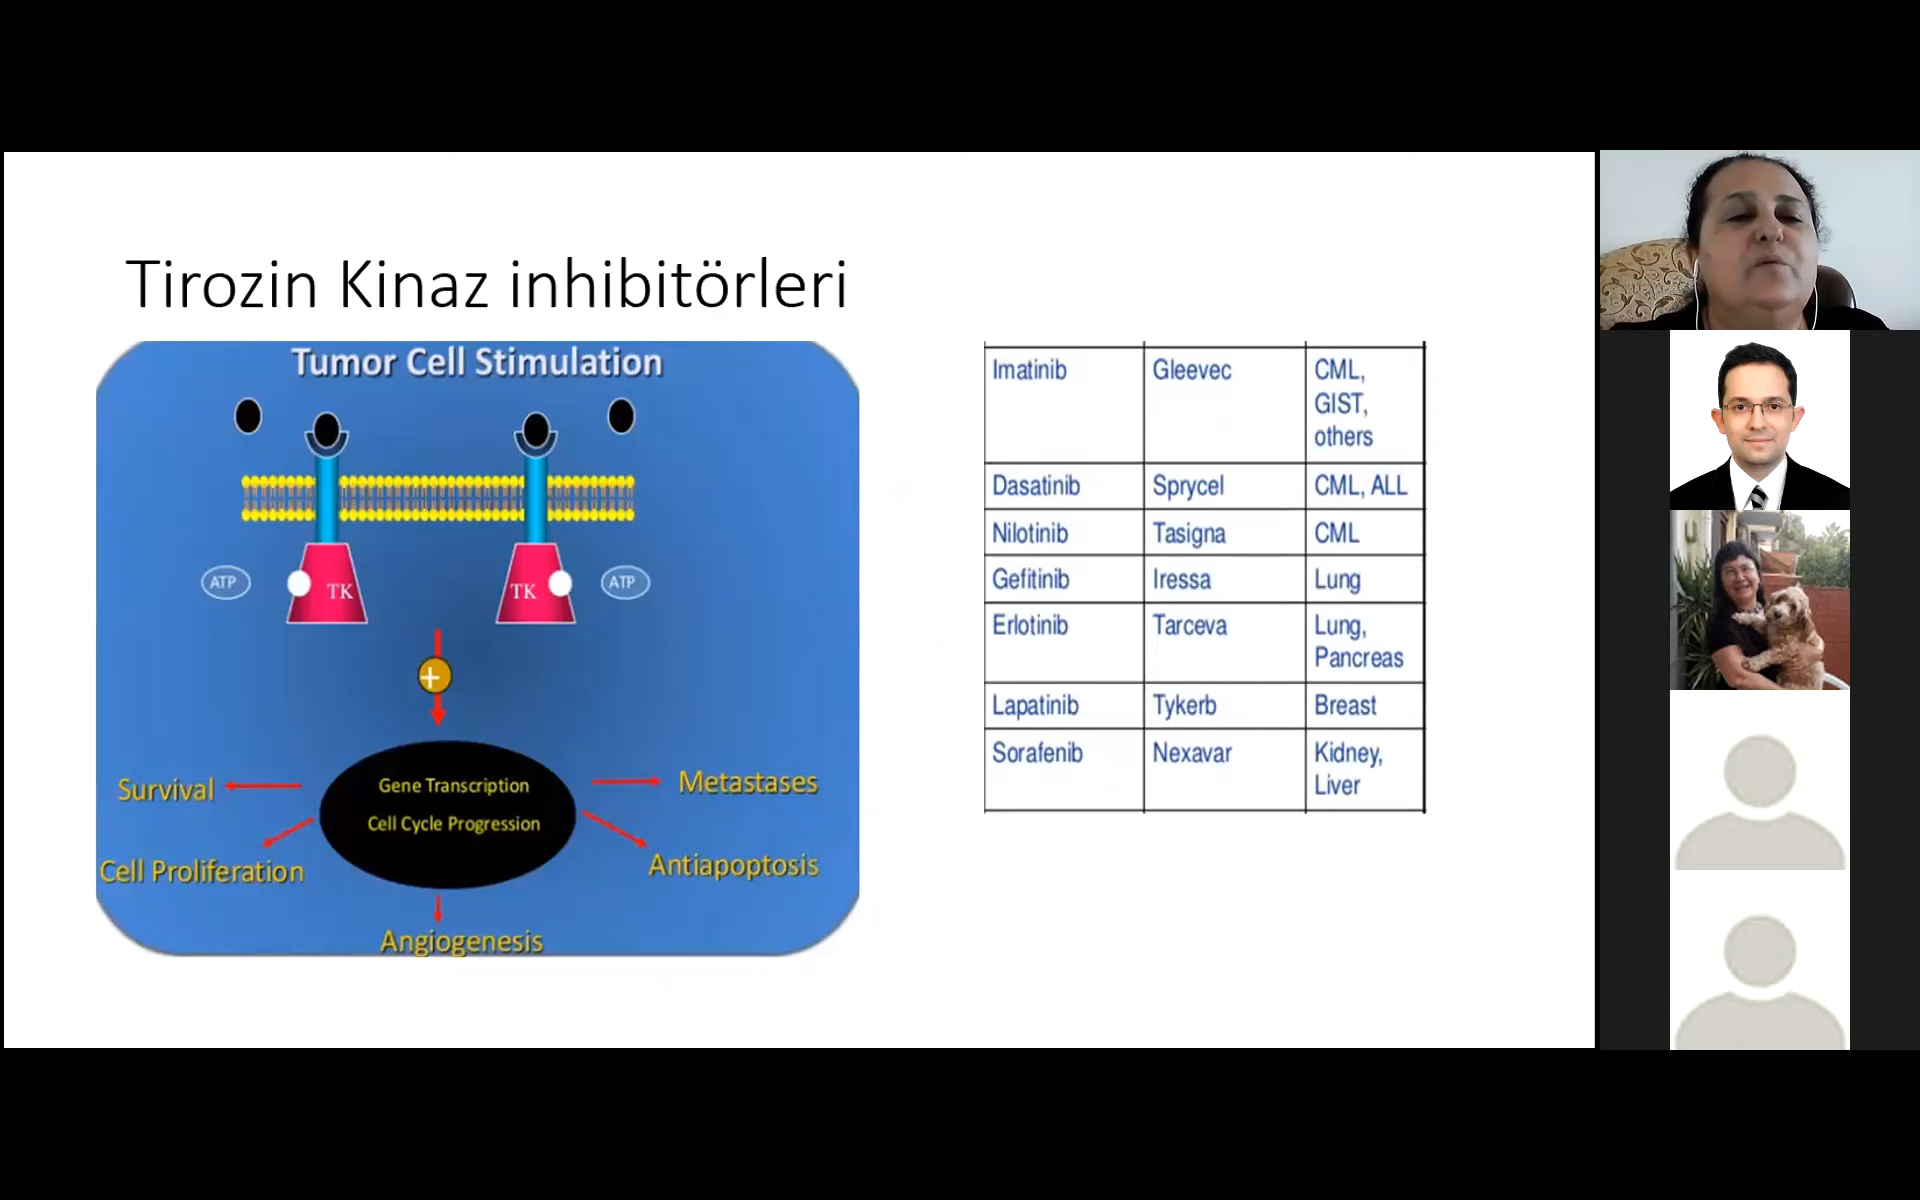 Tirozin Kinaz inhibitörleri
Tumor Cell Stimulation
ATP
TK
TK
ATP
+
Gene Transcription
Cell Cycle Progression
Survival
Metastases
Cell Proliferation
Antiapoptosis
Angiogenesis
Imatinib Gleevec CML,
GIST,
others
Dasatinib Sprycel CML, ALL
Nilotinib Tasigna CML
Gefitinib Iressa Lung
Erlotinib Tarceva Lung,
Pancreas
Lapatinib Tykerb Breast
Sorafenib Nexavar Kidney,
Liver